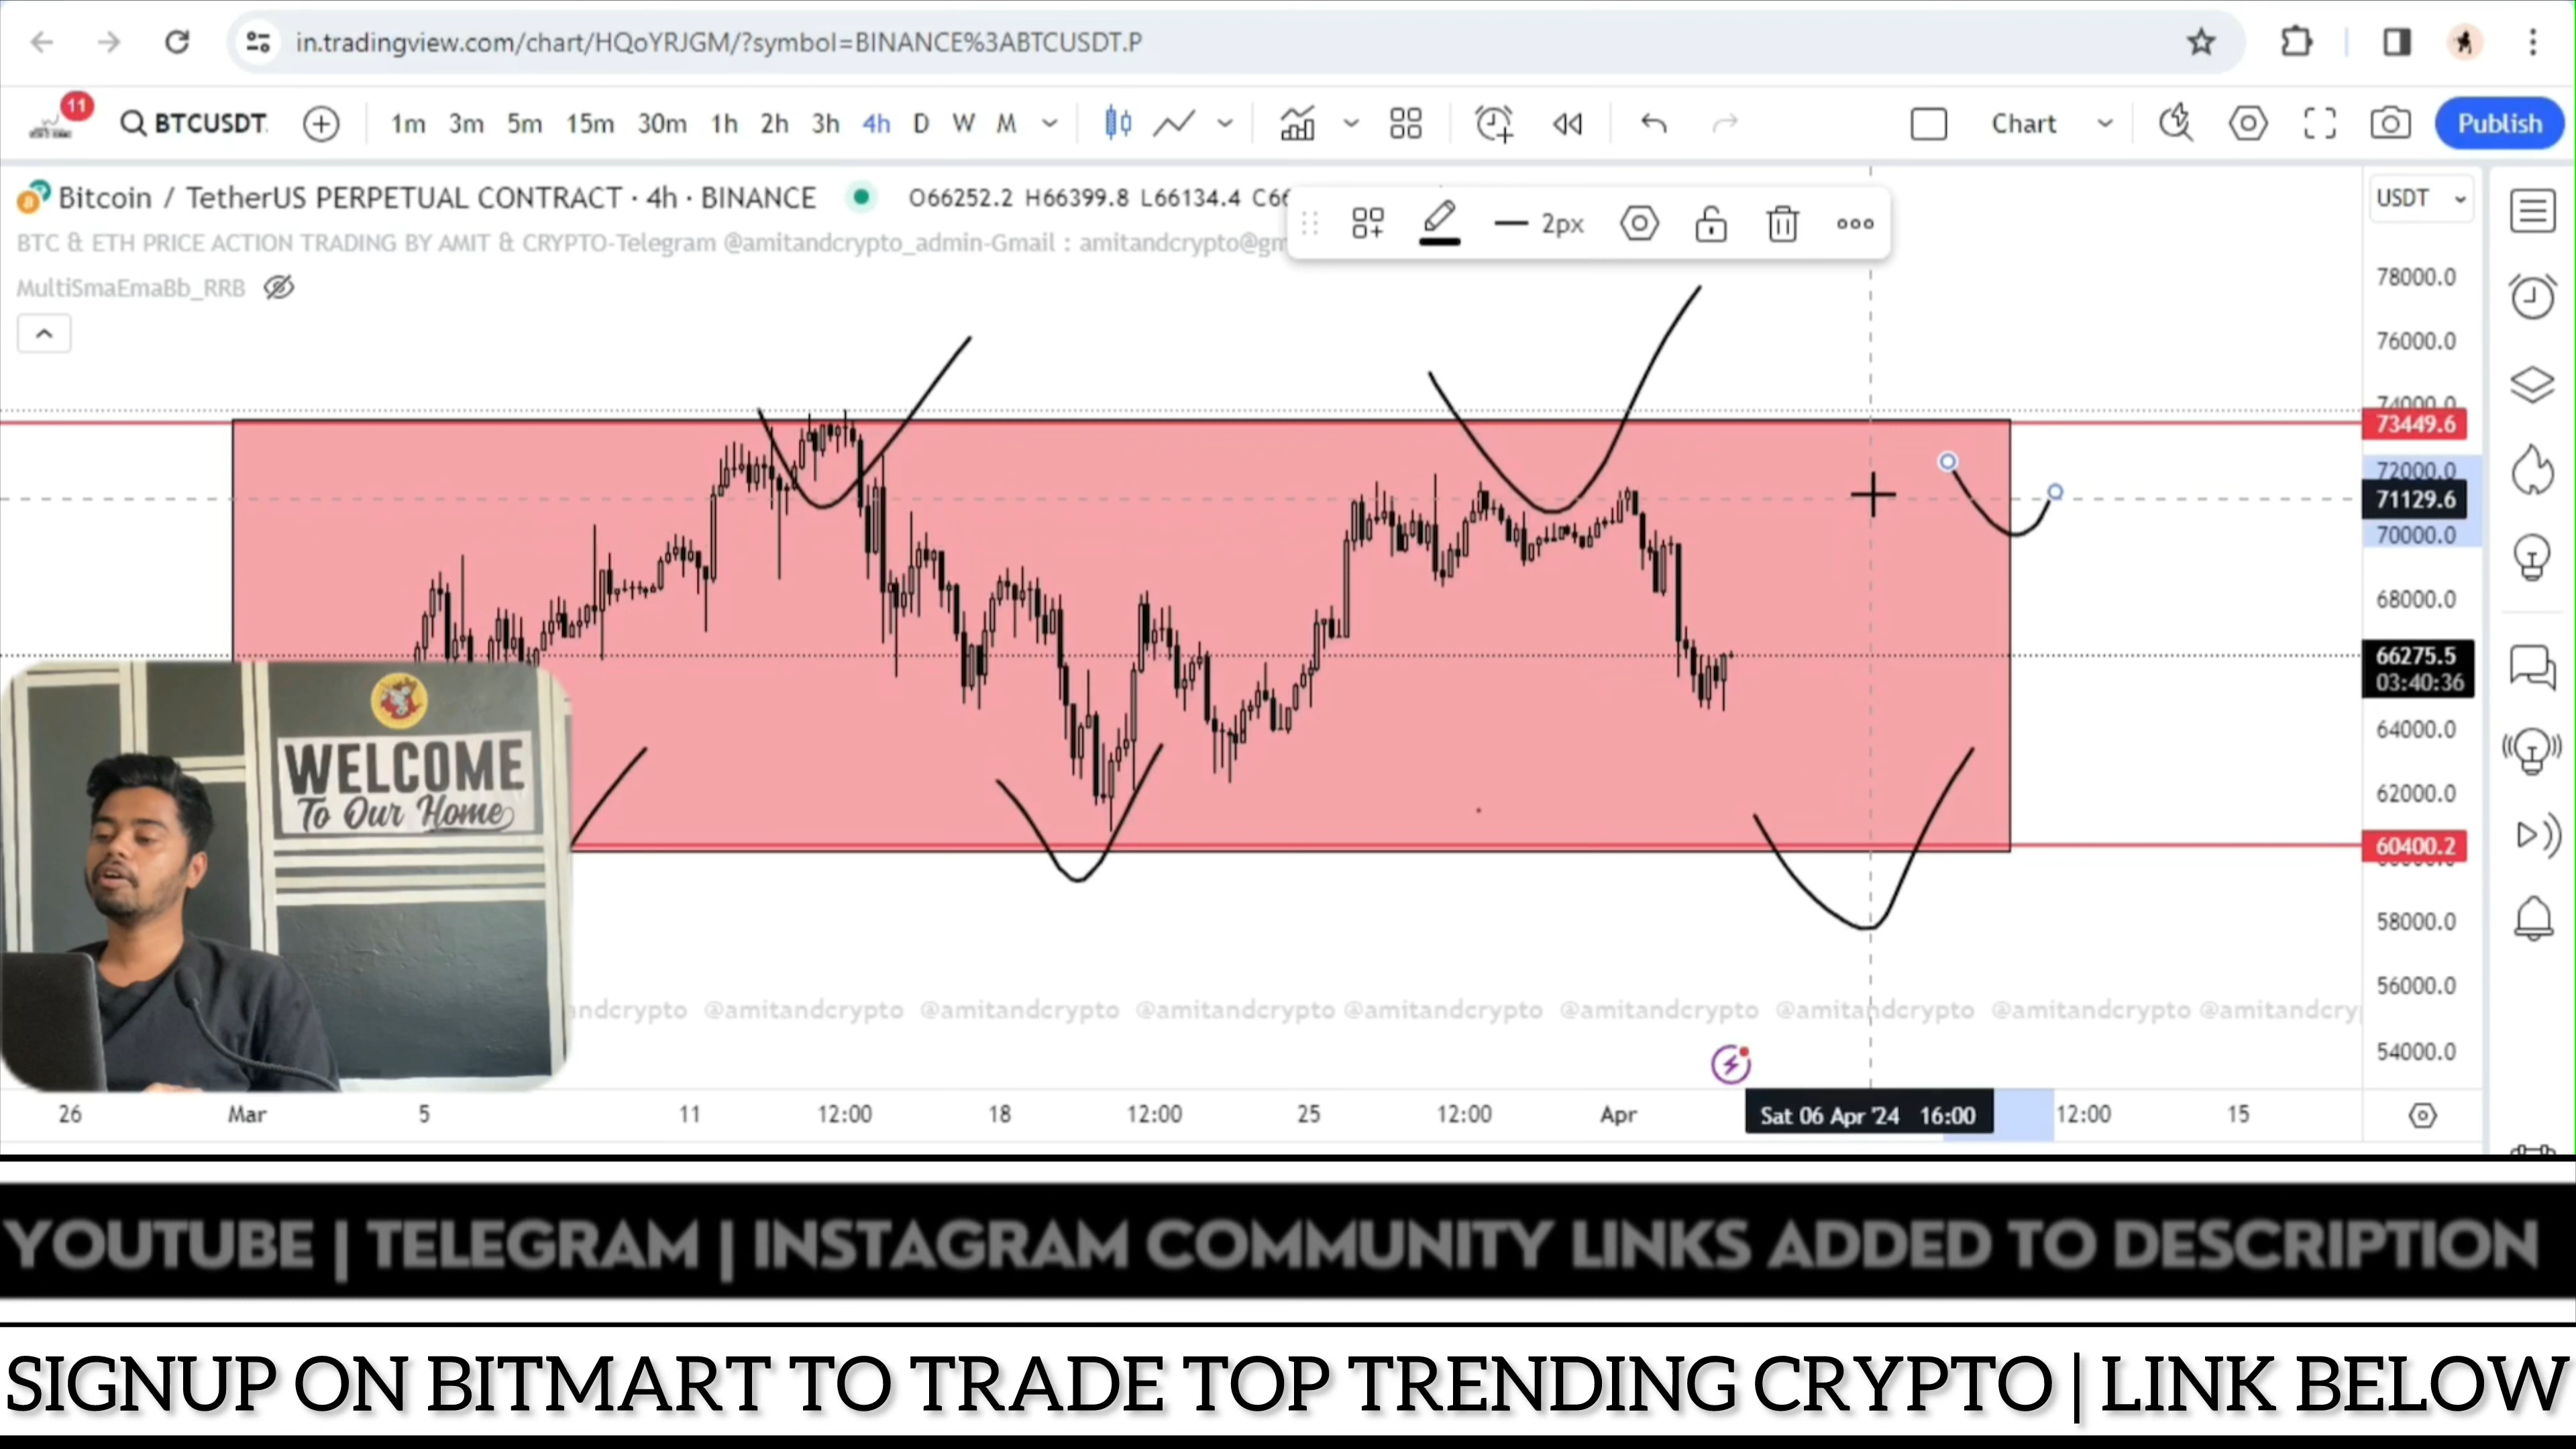 in.tradingview.com/chart/HQoYRJGM/?symbol=BINANCE%3ABTCUSDT.P
11 BTCUSDT 1m 3m 5m 15m 30m 1h 2h 3h 4h D W M Chart Publish
Bitcoin / TetherUS PERPETUAL CONTRACT · 4h · BINANCE O66252.2 H66399.8 L66134.4 C66
2px
USDT
BTC & ETH PRICE ACTION TRADING BY AMIT & CRYPTO-Telegram @amitandcrypto_admin-Gmail : amitandcrypto@gm
MultiSmaEmaBb_RRB
78000.0
76000.0
74000.0
73449.6
72000.0
71129.6
70000.0
68000.0
66275.5
03:40:36
64000.0
62000.0
60400.2
58000.0
56000.0
54000.0
WELCOME
To Our Home
andcrypto @amitandcrypto @amitandcrypto @amitandcrypto @amitandcrypto @amitandcrypto @amitandcrypto @amitandcrypto @amitandcry
26 Mar 5 11 12:00 18 12:00 25 12:00 Apr Sat 06 Apr '24 16:00 12:00 15
YOUTUBE | TELEGRAM | INSTAGRAM COMMUNITY LINKS ADDED TO DESCRIPTION
SIGNUP ON BITMART TO TRADE TOP TRENDING CRYPTO | LINK BELOW